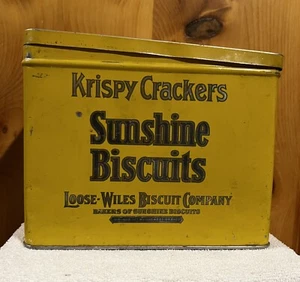 Krispy Crackers
Sunshine
Biscuits
Loose-Wiles Biscuit Company
Bakers of Sunshine Biscuits